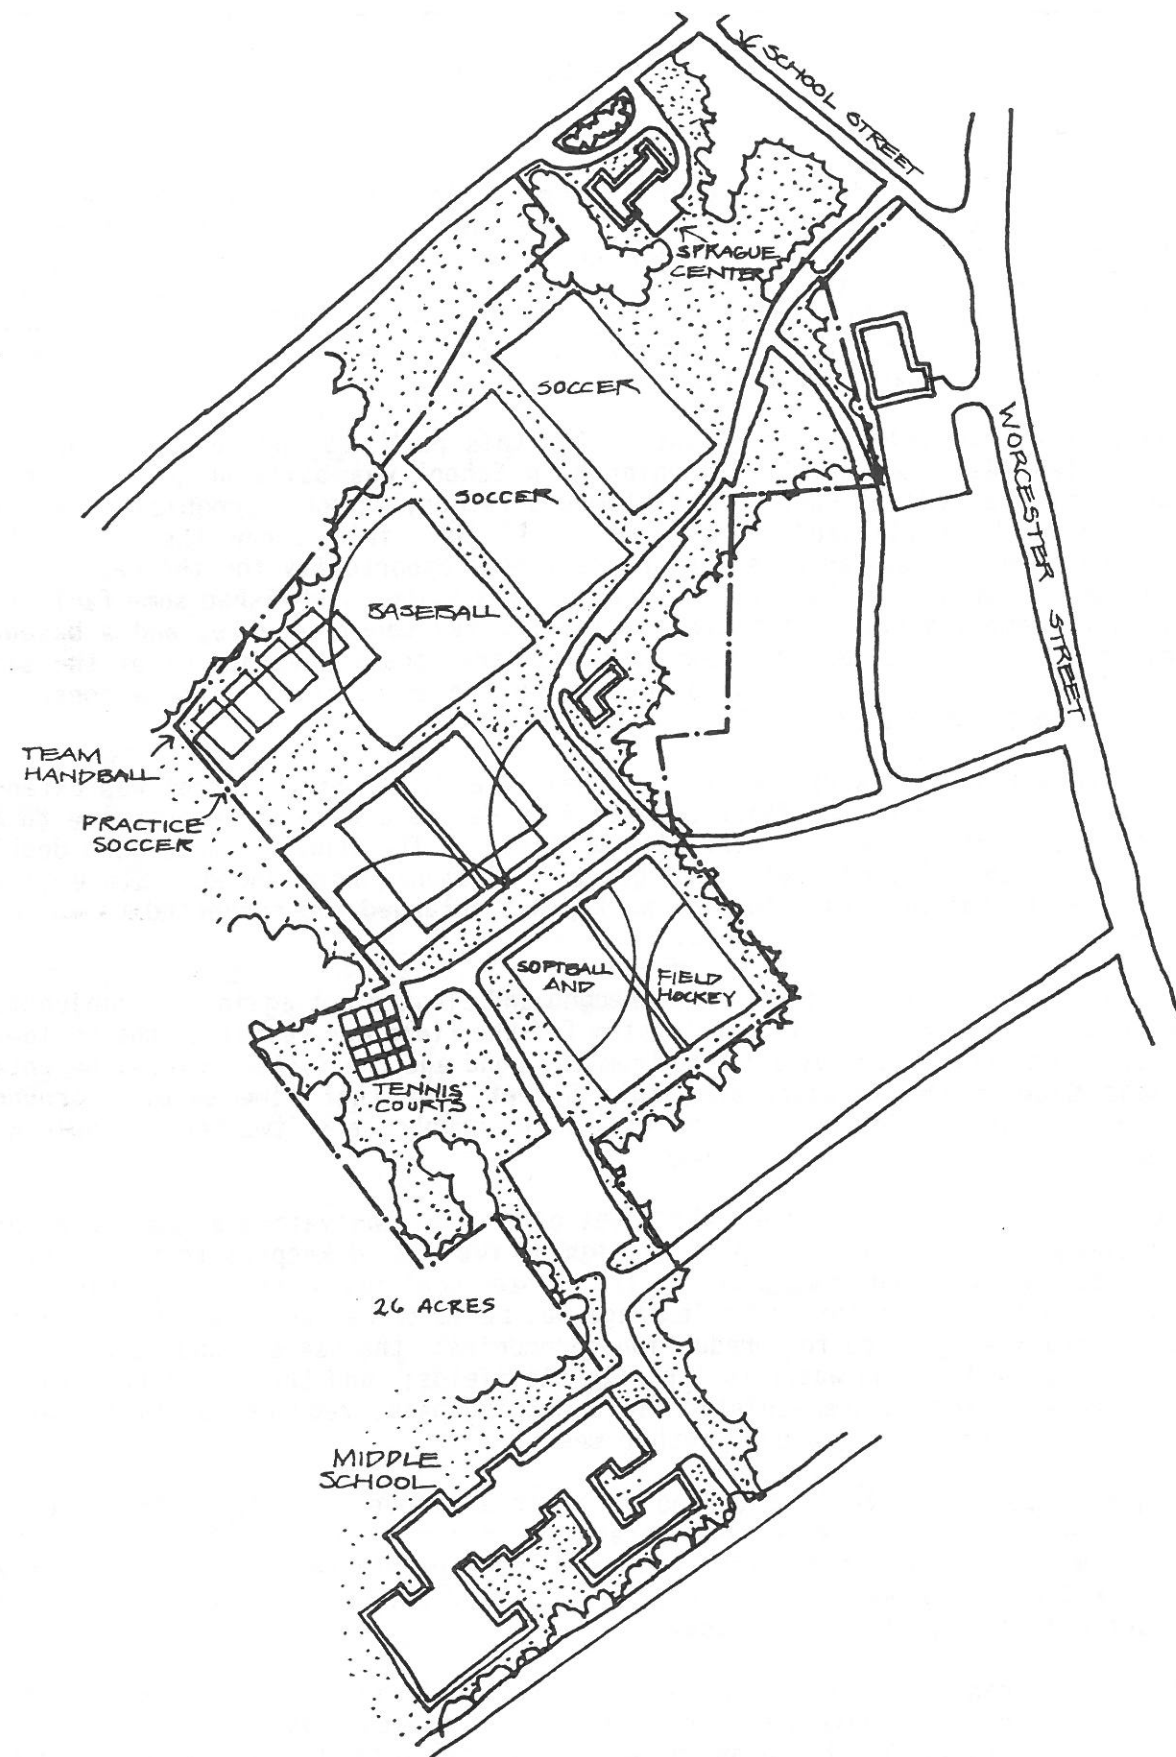 SCHOOL STREET
SPRAGUE
CENTER
SOCCER
SOCCER
WORCESTER STREET
BASEBALL
TEAM
HANDBALL
PRACTICE
SOCCER
SOFTBALL
AND
FIELD
HOCKEY
TENNIS
COURTS
26 ACRES
MIDDLE
SCHOOL